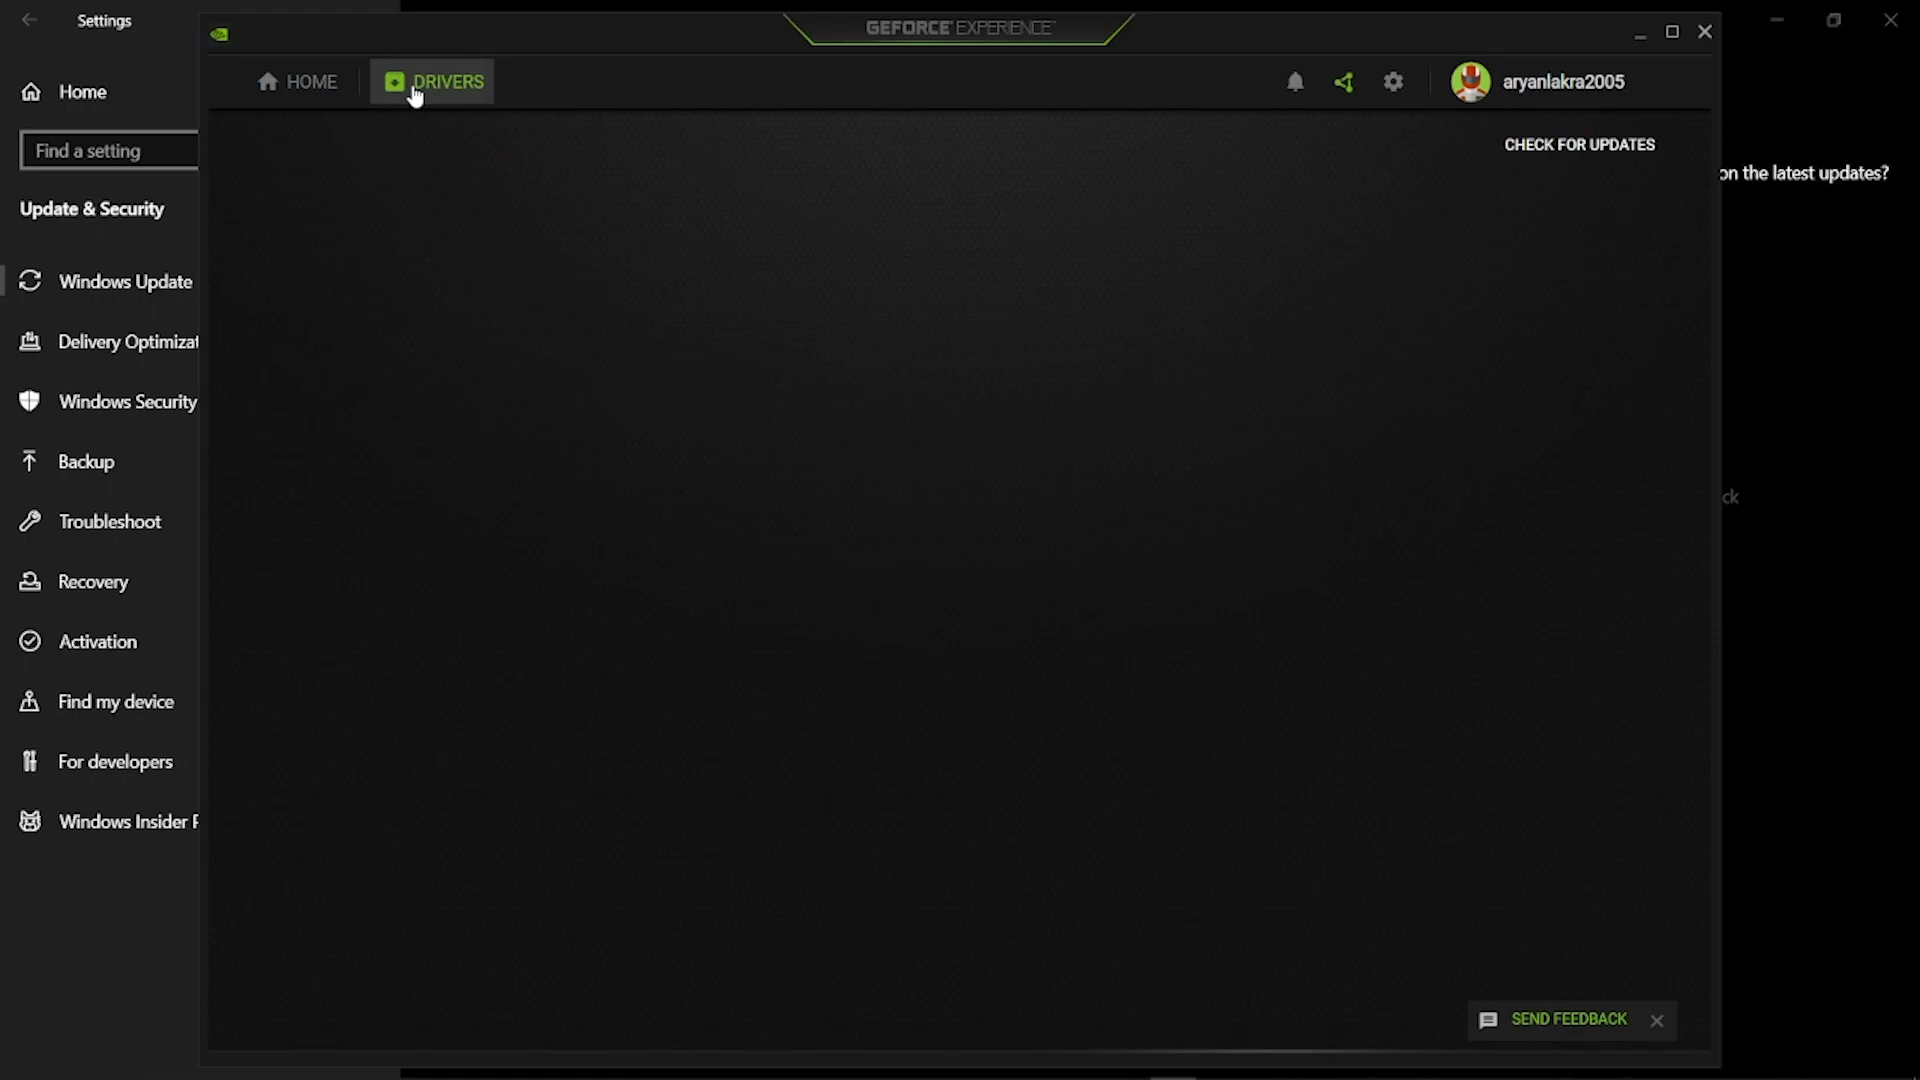 Settings
Home
Find a setting
Update & Security
Windows Update
Delivery Optimizat
Windows Security
Backup
Troubleshoot
Recovery
Activation
Find my device
For developers
Windows Insider P
GEFORCE EXPERIENCE
HOME
DRIVERS
aryanlakra2005
CHECK FOR UPDATES
on the latest updates?
ck
SEND FEEDBACK